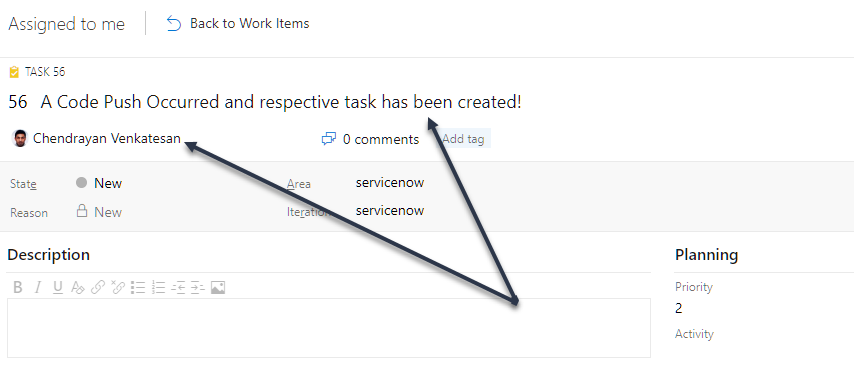 Assigned to me Back to Work Items
TASK 56
56 A Code Push Occurred and respective task has been created!
Chendrayan Venkatesan 0 comments Add tag
State New Area servicenow
Reason New Iteration servicenow
Description Planning
B I U A
Priority
2
Activity